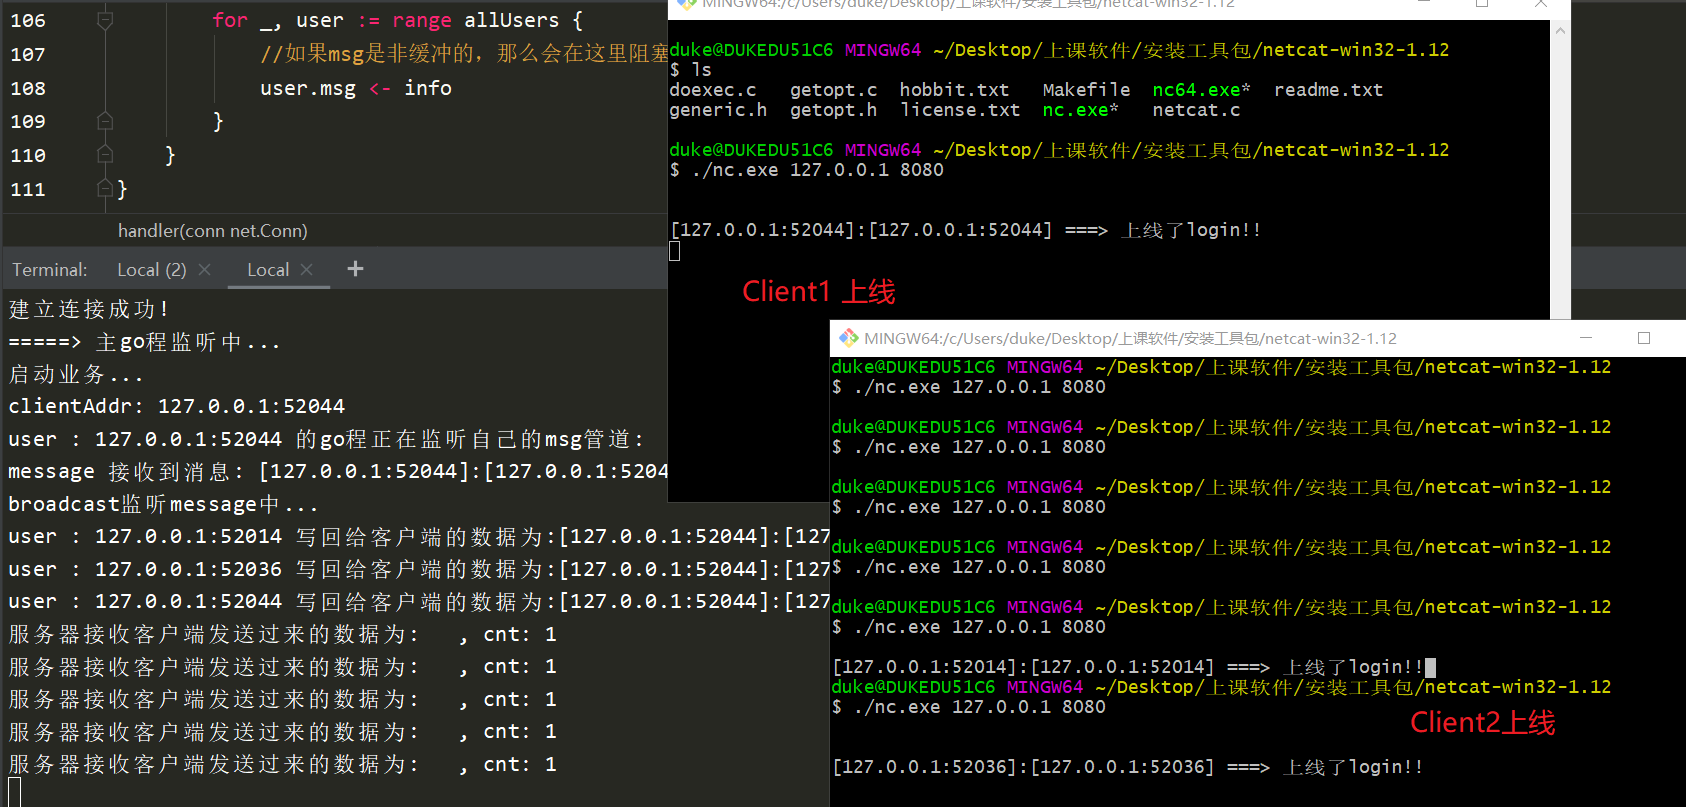 106 for _, user := range allUsers {
107 //如果msg是非缓冲的，那么会在这里阻塞
108 user.msg <- info
109 }
110 }
111 }
handler(conn net.Conn)
Terminal: Local (2) × Local × +
建立连接成功!
=====> 主go程监听中...
启动业务...
clientAddr: 127.0.0.1:52044
user : 127.0.0.1:52044 的go程正在监听自己的msg管道:
message 接收到消息: [127.0.0.1:52044]:[127.0.0.1:5204
broadcast监听message中...
user : 127.0.0.1:52014 写回给客户端的数据为:[127.0.0.1:52044]:[127
user : 127.0.0.1:52036 写回给客户端的数据为:[127.0.0.1:52044]:[127
user : 127.0.0.1:52044 写回给客户端的数据为:[127.0.0.1:52044]:[127
服务器接收客户端发送过来的数据为: , cnt: 1
服务器接收客户端发送过来的数据为: , cnt: 1
服务器接收客户端发送过来的数据为: , cnt: 1
服务器接收客户端发送过来的数据为: , cnt: 1
服务器接收客户端发送过来的数据为: , cnt: 1
MINGW64:/c/Users/duke/Desktop/上课软件/安装工具包/netcat-win32-1.12
duke@DUKEDU51C6 MINGW64 ~/Desktop/上课软件/安装工具包/netcat-win32-1.12
$ ls
doexec.c getopt.c hobbit.txt Makefile nc64.exe* readme.txt
generic.h getopt.h license.txt nc.exe* netcat.c
duke@DUKEDU51C6 MINGW64 ~/Desktop/上课软件/安装工具包/netcat-win32-1.12
$ ./nc.exe 127.0.0.1 8080
[127.0.0.1:52044]:[127.0.0.1:52044] ===> 上线了login!!
Client1 上线
MINGW64:/c/Users/duke/Desktop/上课软件/安装工具包/netcat-win32-1.12
duke@DUKEDU51C6 MINGW64 ~/Desktop/上课软件/安装工具包/netcat-win32-1.12
$ ./nc.exe 127.0.0.1 8080
duke@DUKEDU51C6 MINGW64 ~/Desktop/上课软件/安装工具包/netcat-win32-1.12
$ ./nc.exe 127.0.0.1 8080
duke@DUKEDU51C6 MINGW64 ~/Desktop/上课软件/安装工具包/netcat-win32-1.12
$ ./nc.exe 127.0.0.1 8080
duke@DUKEDU51C6 MINGW64 ~/Desktop/上课软件/安装工具包/netcat-win32-1.12
$ ./nc.exe 127.0.0.1 8080
duke@DUKEDU51C6 MINGW64 ~/Desktop/上课软件/安装工具包/netcat-win32-1.12
$ ./nc.exe 127.0.0.1 8080
[127.0.0.1:52014]:[127.0.0.1:52014] ===> 上线了login!!
duke@DUKEDU51C6 MINGW64 ~/Desktop/上课软件/安装工具包/netcat-win32-1.12
$ ./nc.exe 127.0.0.1 8080
Client2上线
[127.0.0.1:52036]:[127.0.0.1:52036] ===> 上线了login!!